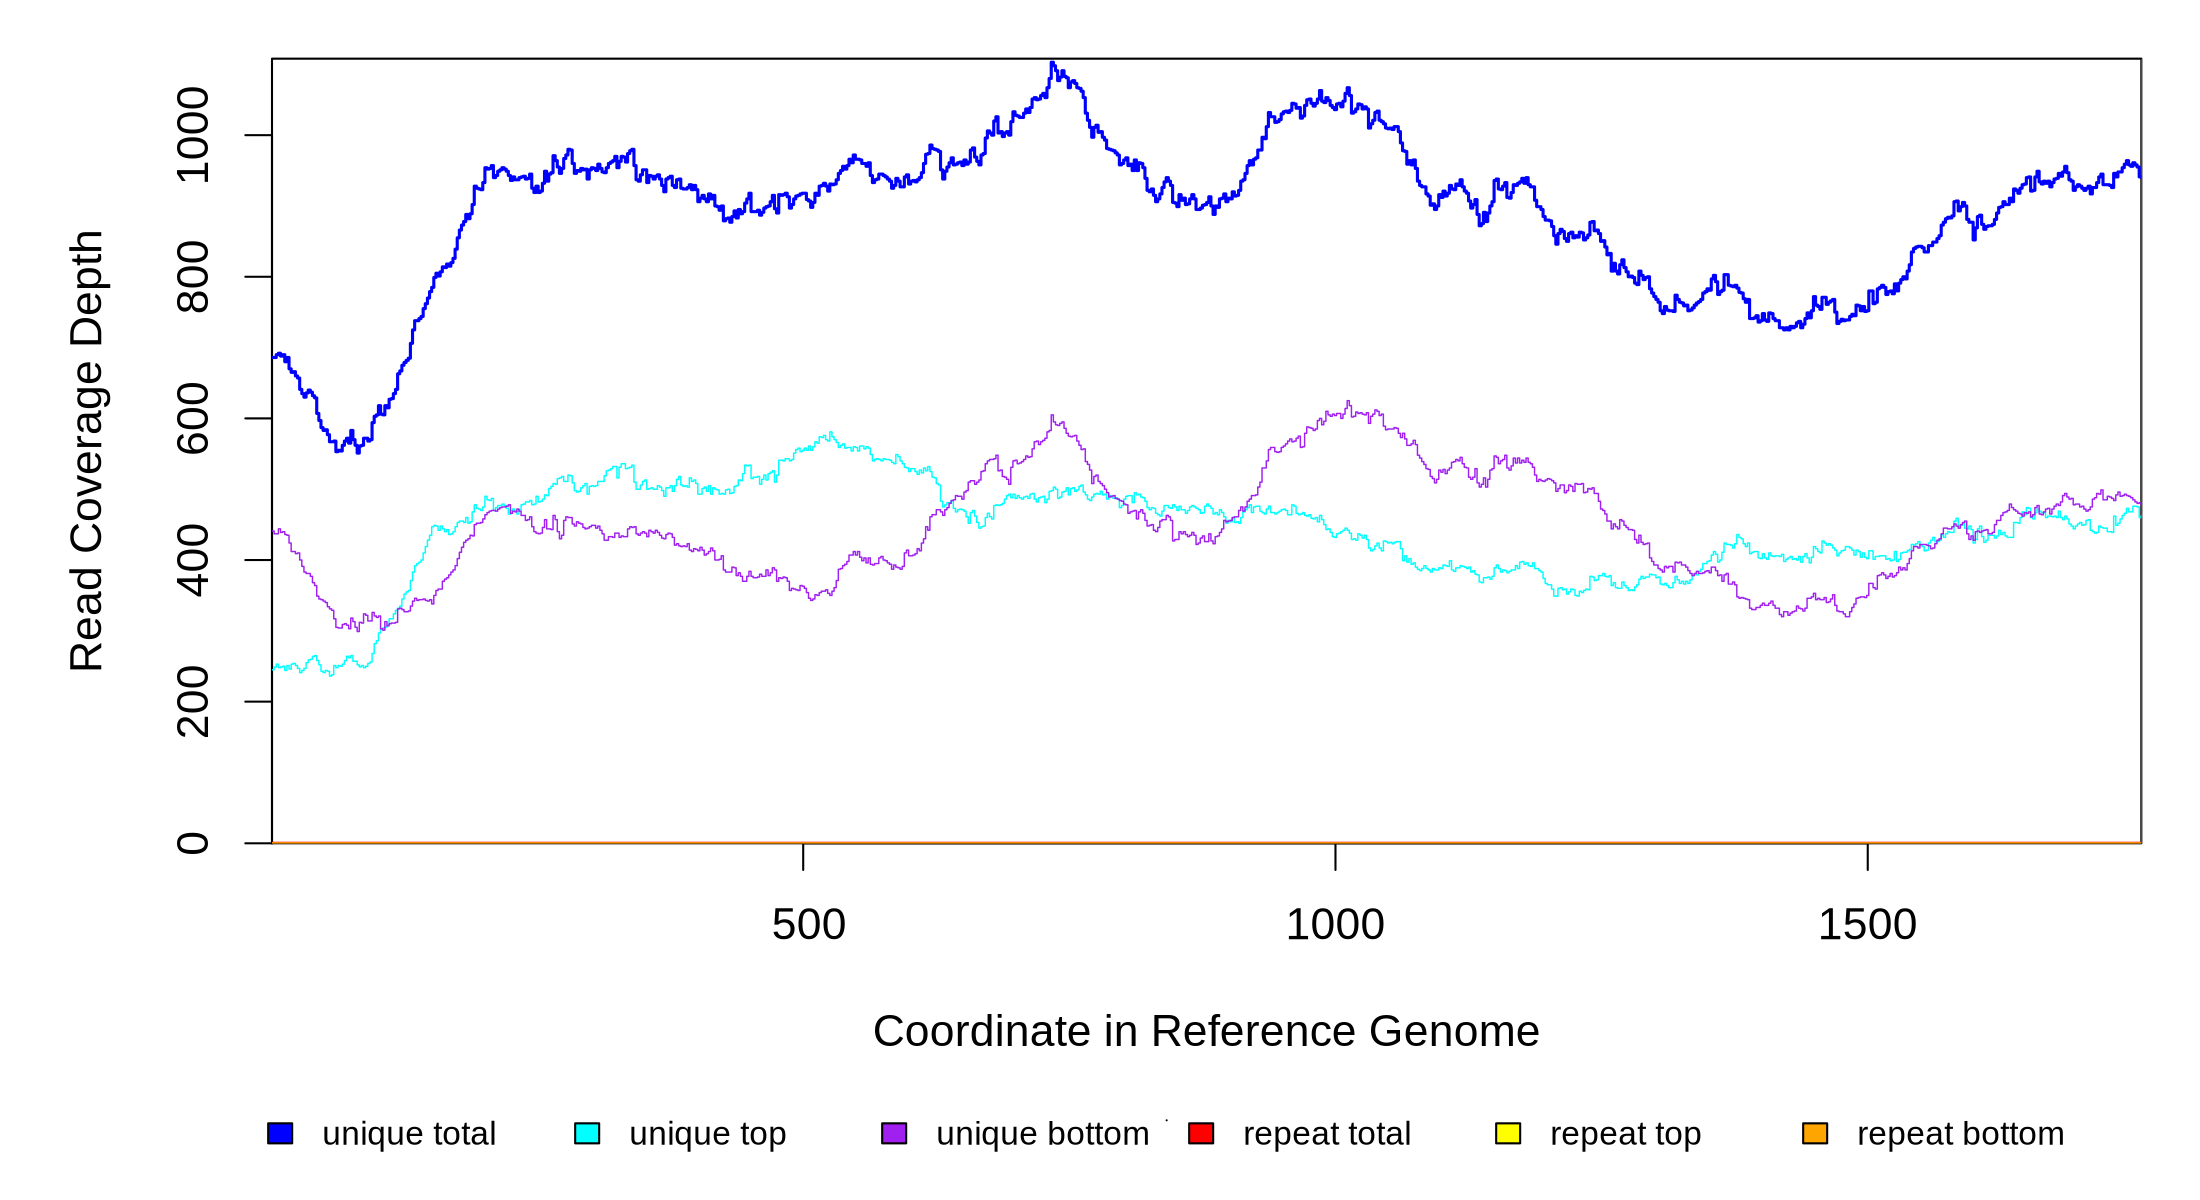 Read Coverage Depth
1000
800
600
400
200
0
500 1000 1500
Coordinate in Reference Genome
unique total unique top unique bottom repeat total repeat top repeat bottom